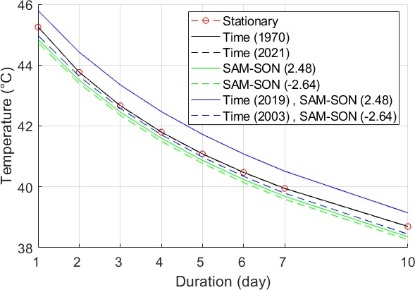 46
44
42
40
38
Temperature (°C)
Stationary
Time (1970)
Time (2021)
SAM-SON (2.48)
SAM-SON (-2.64)
Time (2019) , SAM-SON (2.48)
Time (2003) , SAM-SON (-2.64)
1 2 3 4 5 6 7 10
Duration (day)